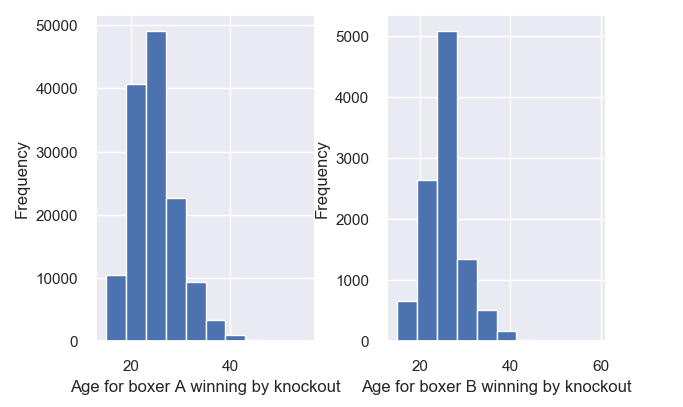 50000
40000
30000
20000
10000
0
Frequency
20 40
Age for boxer A winning by knockout
5000
4000
3000
2000
1000
0
Frequency
20 40 60
Age for boxer B winning by knockout